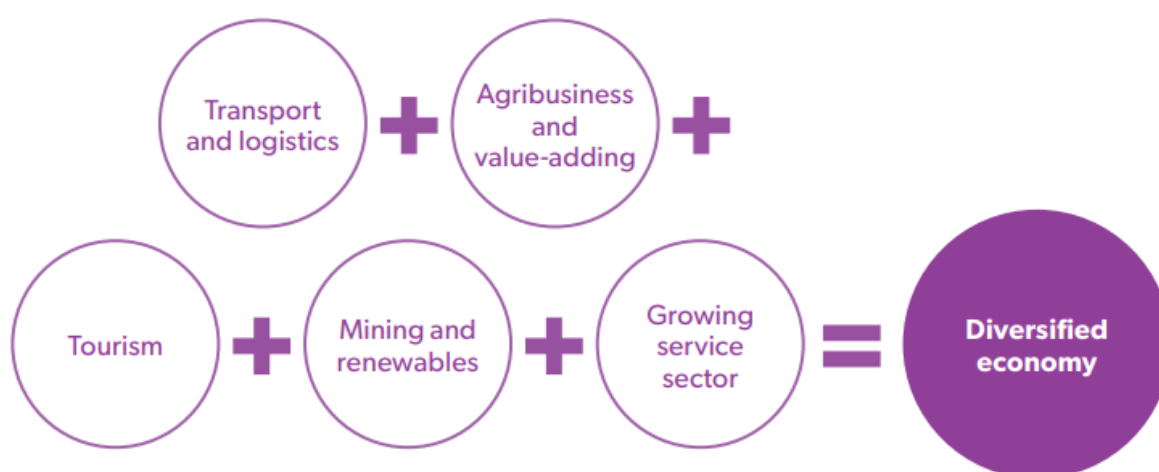 Transport
and logistics
Agribusiness
and
value-adding
Tourism
Mining and
renewables
Growing
service
sector
Diversified
economy